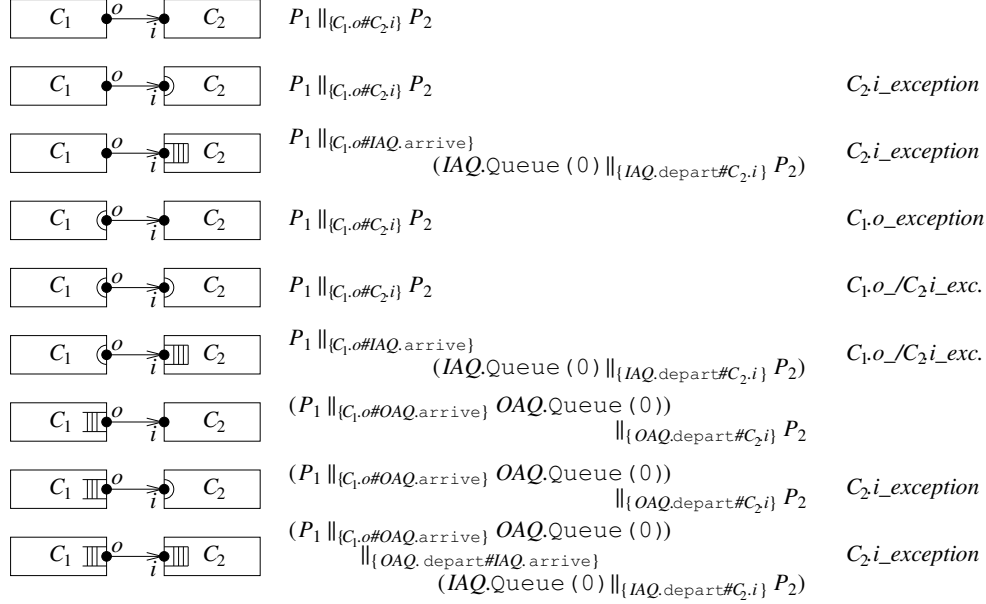 C₁ o i C₂ P₁ ||{C₁.o#C₂.i} P₂
C₁ o i C₂ P₁ ||{C₁.o#C₂.i} P₂ C₂.i_exception
C₁ o i C₂ P₁ ||{C₁.o#IAQ.arrive}
(IAQ.Queue(0) ||{IAQ.depart#C₂.i} P₂) C₂.i_exception
C₁ o i C₂ P₁ ||{C₁.o#C₂.i} P₂ C₁.o_exception
C₁ o i C₂ P₁ ||{C₁.o#C₂.i} P₂ C₁.o_/C₂.i_exc.
C₁ o i C₂ P₁ ||{C₁.o#IAQ.arrive}
(IAQ.Queue(0) ||{IAQ.depart#C₂.i} P₂) C₁.o_/C₂.i_exc.
C₁ o i C₂ (P₁ ||{C₁.o#OAQ.arrive} OAQ.Queue(0))
||{OAQ.depart#C₂.i} P₂
C₁ o i C₂ (P₁ ||{C₁.o#OAQ.arrive} OAQ.Queue(0))
||{OAQ.depart#C₂.i} P₂ C₂.i_exception
C₁ o i C₂ (P₁ ||{C₁.o#OAQ.arrive} OAQ.Queue(0))
||{OAQ.depart#IAQ.arrive}
(IAQ.Queue(0) ||{IAQ.depart#C₂.i} P₂) C₂.i_exception